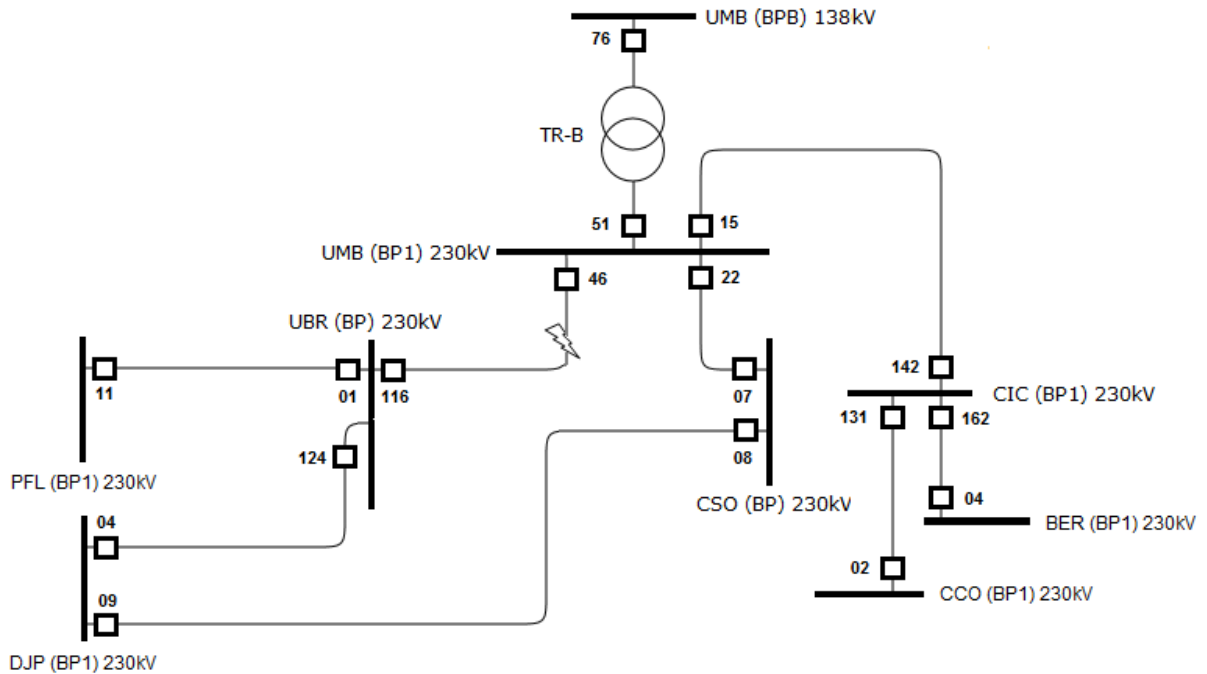 UMB (BPB) 138kV
76
TR-B
51
15
UMB (BP1) 230kV
46
22
UBR (BP) 230kV
11
01
116
07
142
CIC (BP1) 230kV
131
162
124
08
PFL (BP1) 230kV
CSO (BP) 230kV
04
BER (BP1) 230kV
04
02
CCO (BP1) 230kV
09
DJP (BP1) 230kV